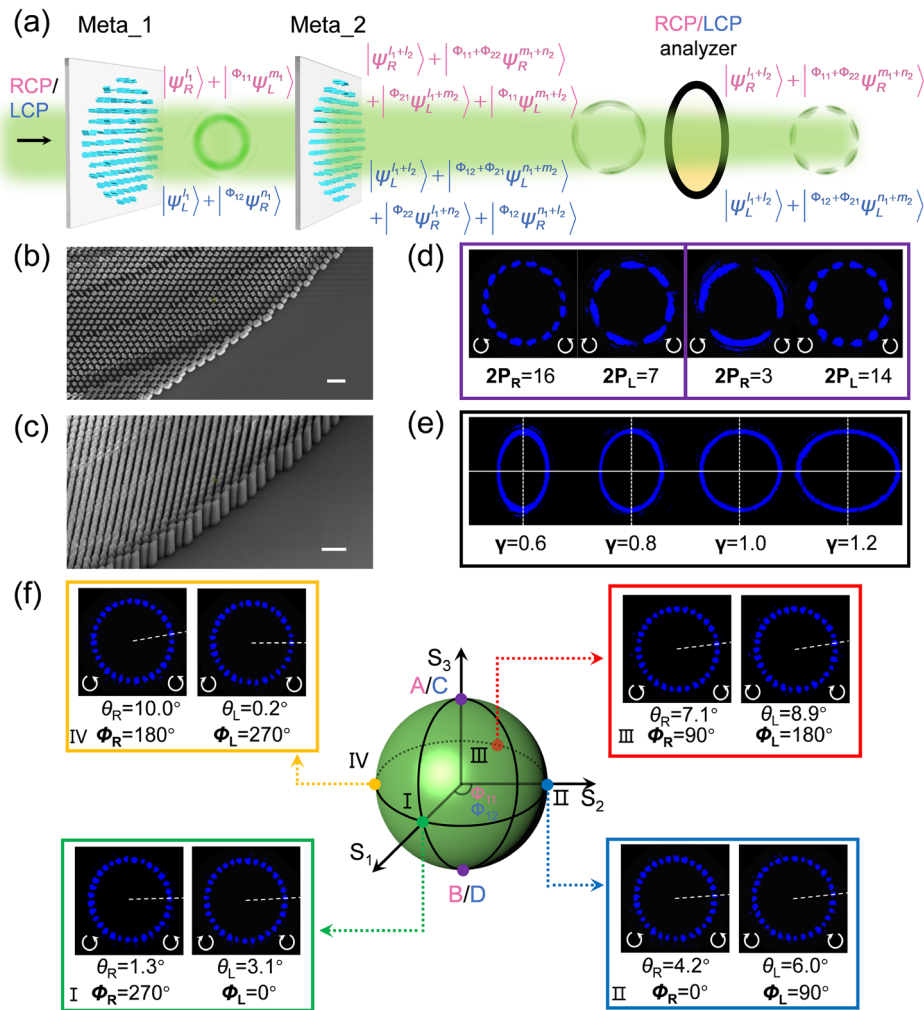 (a)
Meta_1
Meta_2
RCP/LCP
analyzer
RCP/
LCP
|ψ_R^{l₁}⟩ + |^{Φ₁₁}ψ_L^{m₁}⟩
|ψ_L^{l₁}⟩ + |^{Φ₁₂}ψ_R^{n₁}⟩
|ψ_R^{l₁+l₂}⟩ + |^{Φ₁₁+Φ₂₂}ψ_R^{m₁+n₂}⟩
+ |^{Φ₂₁}ψ_L^{l₁+m₂}⟩ + |^{Φ₁₁}ψ_L^{m₁+l₂}⟩
|ψ_L^{l₁+l₂}⟩ + |^{Φ₁₂+Φ₂₁}ψ_L^{n₁+m₂}⟩
+ |^{Φ₂₂}ψ_R^{l₁+n₂}⟩ + |^{Φ₁₂}ψ_R^{n₁+l₂}⟩
|ψ_R^{l₁+l₂}⟩ + |^{Φ₁₁+Φ₂₂}ψ_R^{m₁+n₂}⟩
|ψ_L^{l₁+l₂}⟩ + |^{Φ₁₂+Φ₂₁}ψ_L^{n₁+m₂}⟩
(b)
(c)
(d)
2P_R=16 2P_L=7 2P_R=3 2P_L=14
(e)
γ=0.6 γ=0.8 γ=1.0 γ=1.2
(f)
θ_R=10.0° θ_L=0.2°
IV Φ_R=180° Φ_L=270°
θ_R=7.1° θ_L=8.9°
III Φ_R=90° Φ_L=180°
S₃
A/C
IV
III
I
II
S₂
Φ₁₁
Φ₁₂
S₁
B/D
θ_R=1.3° θ_L=3.1°
I Φ_R=270° Φ_L=0°
θ_R=4.2° θ_L=6.0°
II Φ_R=0° Φ_L=90°